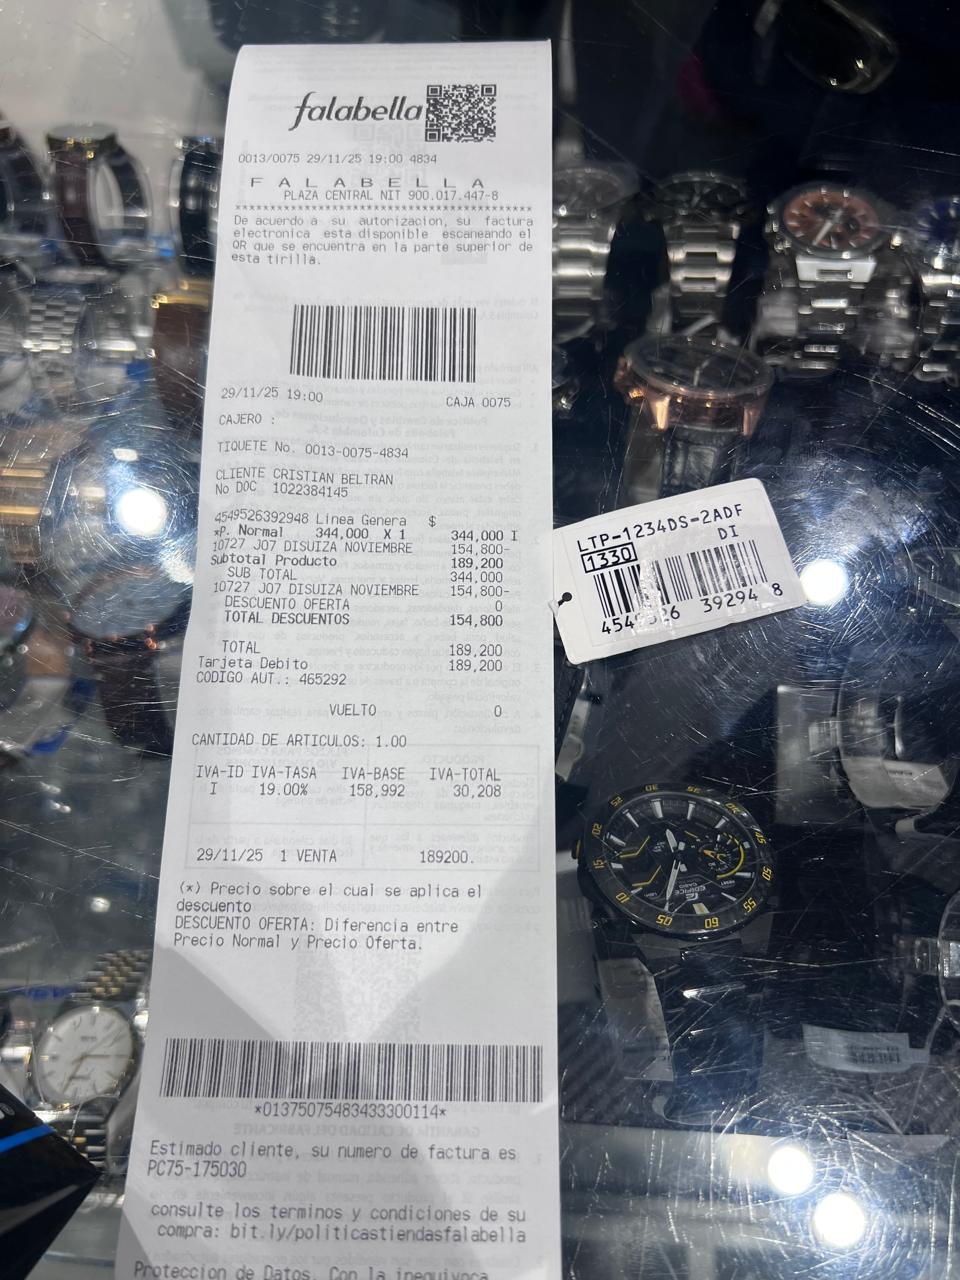 falabella
0013/0075 29/11/25 19:00 4834
F A L A B E L L A
PLAZA CENTRAL NIT 900.017.447-8
****************************************
De acuerdo a su autorizacion, su factura
electronica esta disponible escaneando el
QR que se encuentra en la parte superior de
esta tirilla.
29/11/25 19:00 CAJA 0075
CAJERO :
TIQUETE No. 0013-0075-4834
CLIENTE CRISTIAN BELTRAN
No DOC 1022384145
4549526392948 Linea Genera $
*P. Normal 344,000 X 1 344,000 I
10727 J07 DISUIZA NOVIEMBRE 154,800-
Subtotal Producto 189,200
SUB TOTAL 344,000
10727 J07 DISUIZA NOVIEMBRE 154,800-
DESCUENTO OFERTA 0
TOTAL DESCUENTOS 154,800
TOTAL 189,200
Tarjeta Debito 189,200
CODIGO AUT.: 465292
VUELTO 0
CANTIDAD DE ARTICULOS: 1.00
IVA-ID IVA-TASA IVA-BASE IVA-TOTAL
I 19.00% 158,992 30,208
29/11/25 1 VENTA 189200.
(*) Precio sobre el cual se aplica el
descuento
DESCUENTO OFERTA: Diferencia entre
Precio Normal y Precio Oferta.
*01375075483433300114*
Estimado cliente, su numero de factura es
PC75-175030
consulte los terminos y condiciones de su
compra: bit.ly/politicastiendasfalabella
Proteccion de Datos. Con la inequivoca
LTP-1234DS-2ADF
1330 DI
39294 8
EDIFICE
CASIO